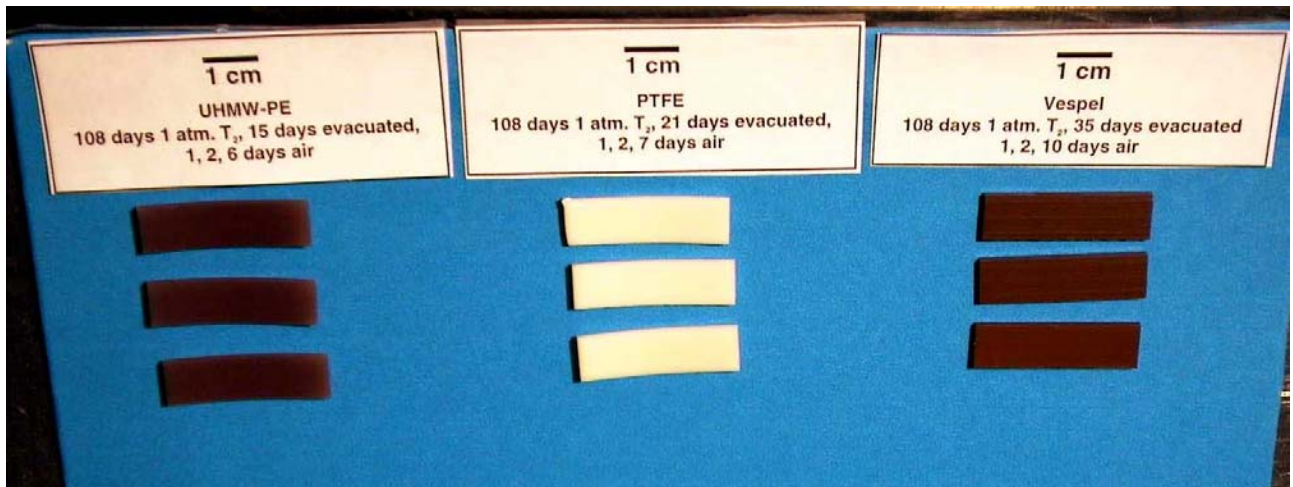 1 cm
UHMW-PE
108 days 1 atm. T₂, 15 days evacuated,
1, 2, 6 days air
1 cm
PTFE
108 days 1 atm. T₂, 21 days evacuated,
1, 2, 7 days air
1 cm
Vespel
108 days 1 atm. T₂, 35 days evacuated
1, 2, 10 days air